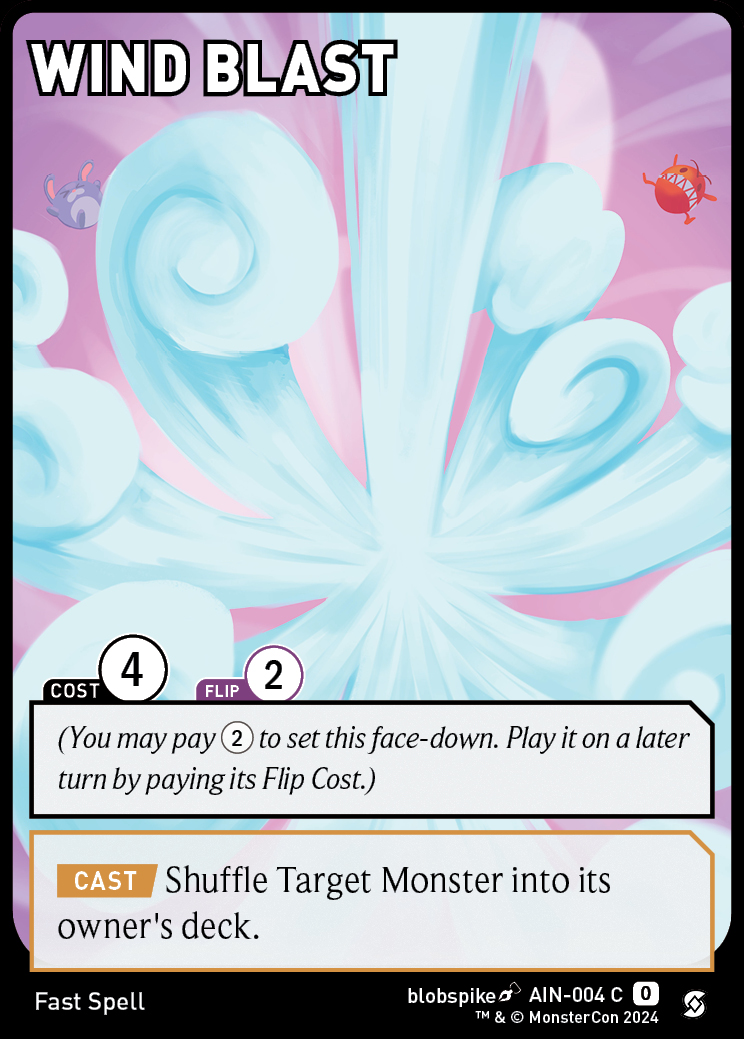 WIND BLAST
COST 4 FLIP 2
(You may pay 2 to set this face-down. Play it on a later
turn by paying its Flip Cost.)
CAST Shuffle Target Monster into its
owner's deck.
Fast Spell
blobspike AIN-004 C 0
™ & © MonsterCon 2024